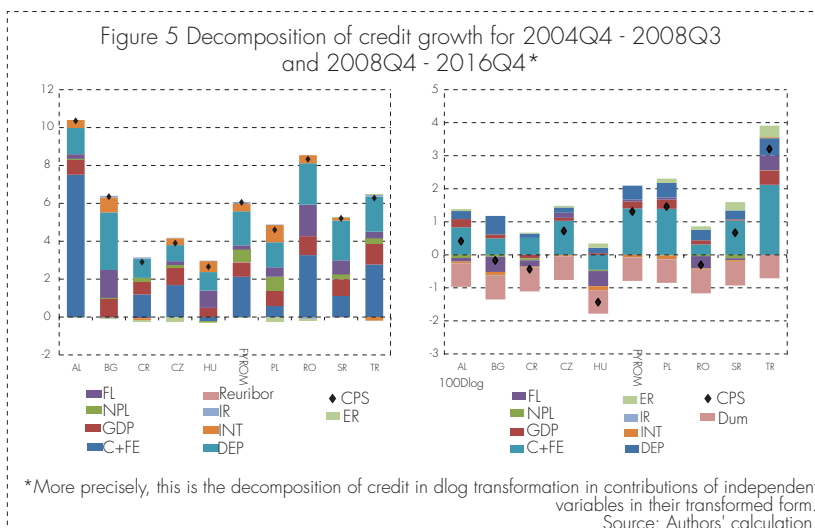 Figure 5 Decomposition of credit growth for 2004Q4 - 2008Q3
and 2008Q4 - 2016Q4*
12
10
8
6
4
2
0
-2
AL BG CR CZ HU FYROM PL RO SR TR
FL
NPL
GDP
C+FE
Reuribor
IR
INT
DEP
CPS
ER
5
4
3
2
1
0
-1
-2
-3
AL BG CR CZ HU FYROM PL RO SR TR
100Dlog
FL
NPL
GDP
C+FE
ER
IR
INT
DEP
CPS
Dum
*More precisely, this is the decomposition of credit in dlog transformation in contributions of independent
variables in their transformed form.
Source: Authors' calculation.